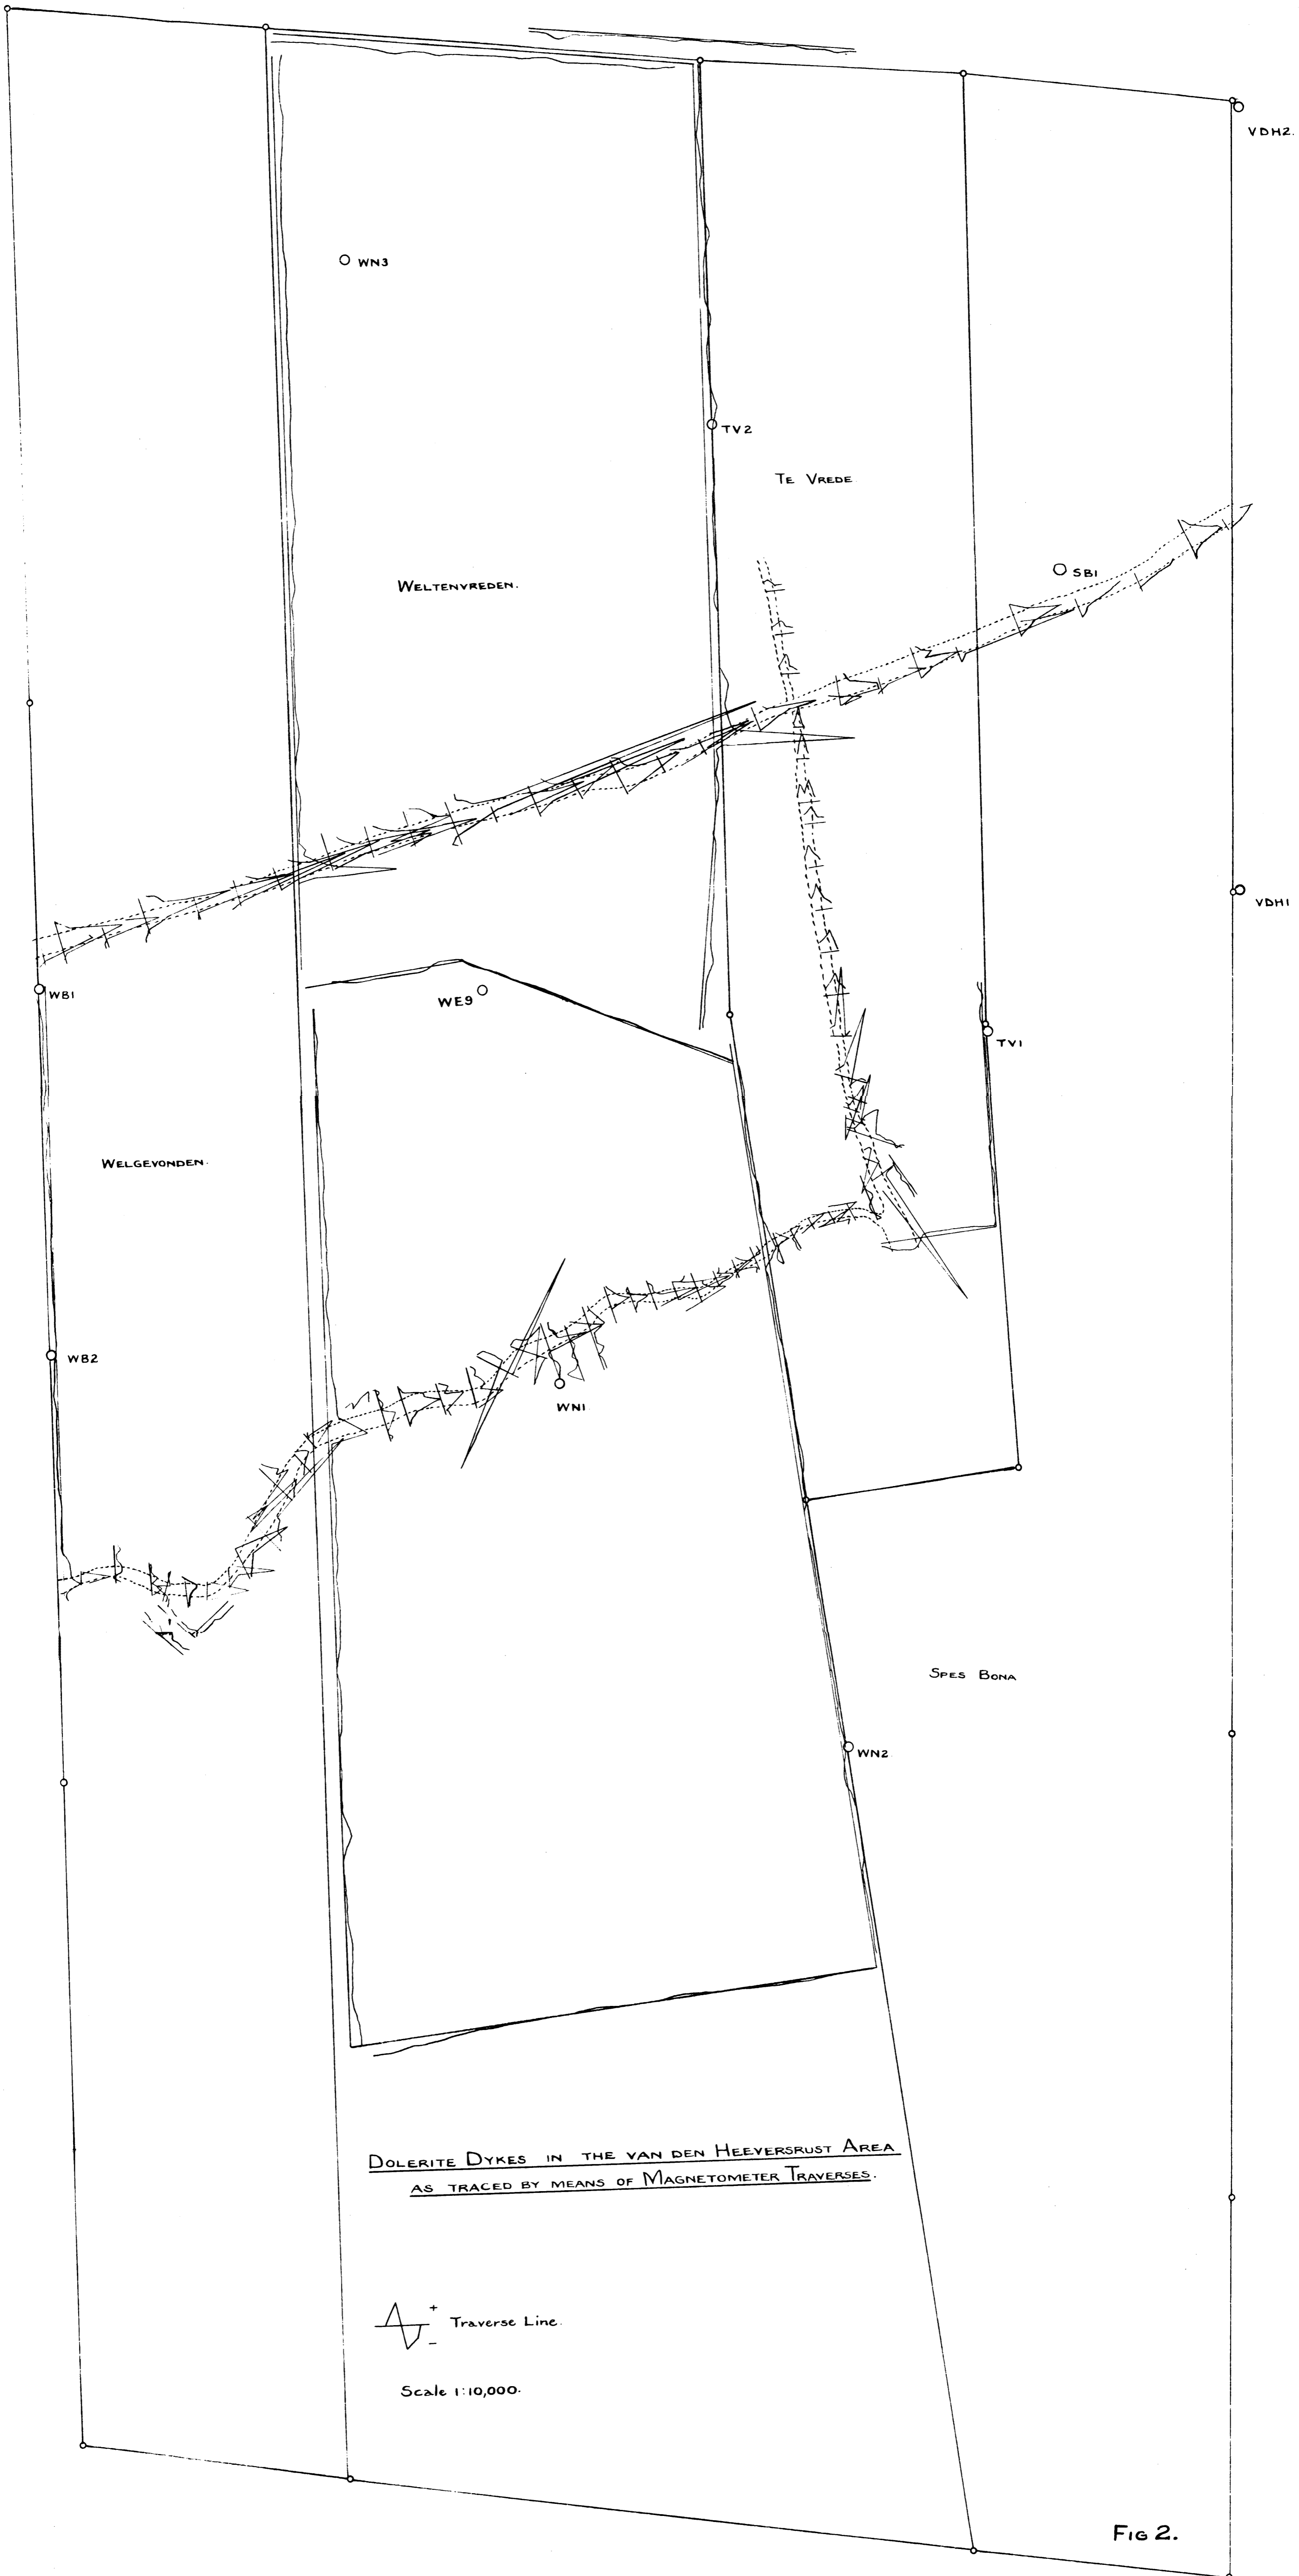 VDH2.
WN3
TV2
TE VREDE.
SB1
WELTENVREDEN.
VDH1
WB1
WE9
TV1
WELGEVONDEN.
WB2
WN1.
SPES BONA
WN2.
DOLERITE DYKES IN THE VAN DEN HEEVERSRUST AREA
AS TRACED BY MEANS OF MAGNETOMETER TRAVERSES.
+
Traverse Line.
–
Scale 1:10,000.
FIG 2.